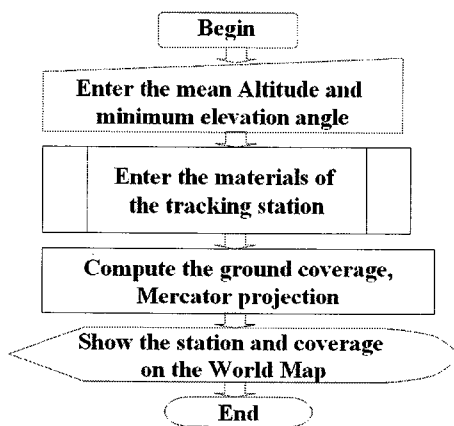 Begin
Enter the mean Altitude and
minimum elevation angle
Enter the materials of
the tracking station
Compute the ground coverage,
Mercator projection
Show the station and coverage
on the World Map
End